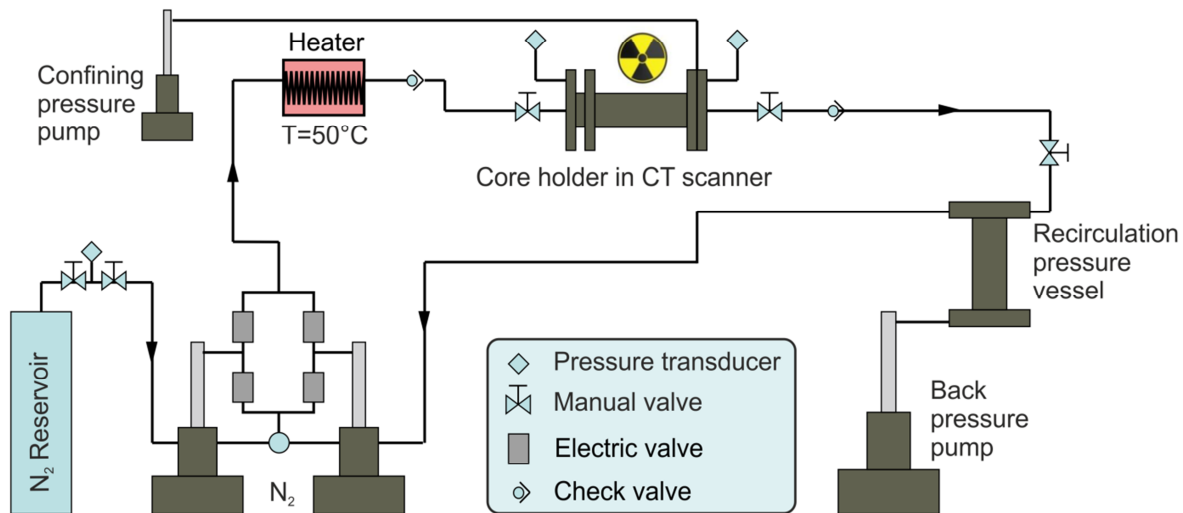 Confining
pressure
pump
Heater
T=50°C
Core holder in CT scanner
Recirculation
pressure
vessel
N₂ Reservoir
N₂
Pressure transducer
Manual valve
Electric valve
Check valve
Back
pressure
pump